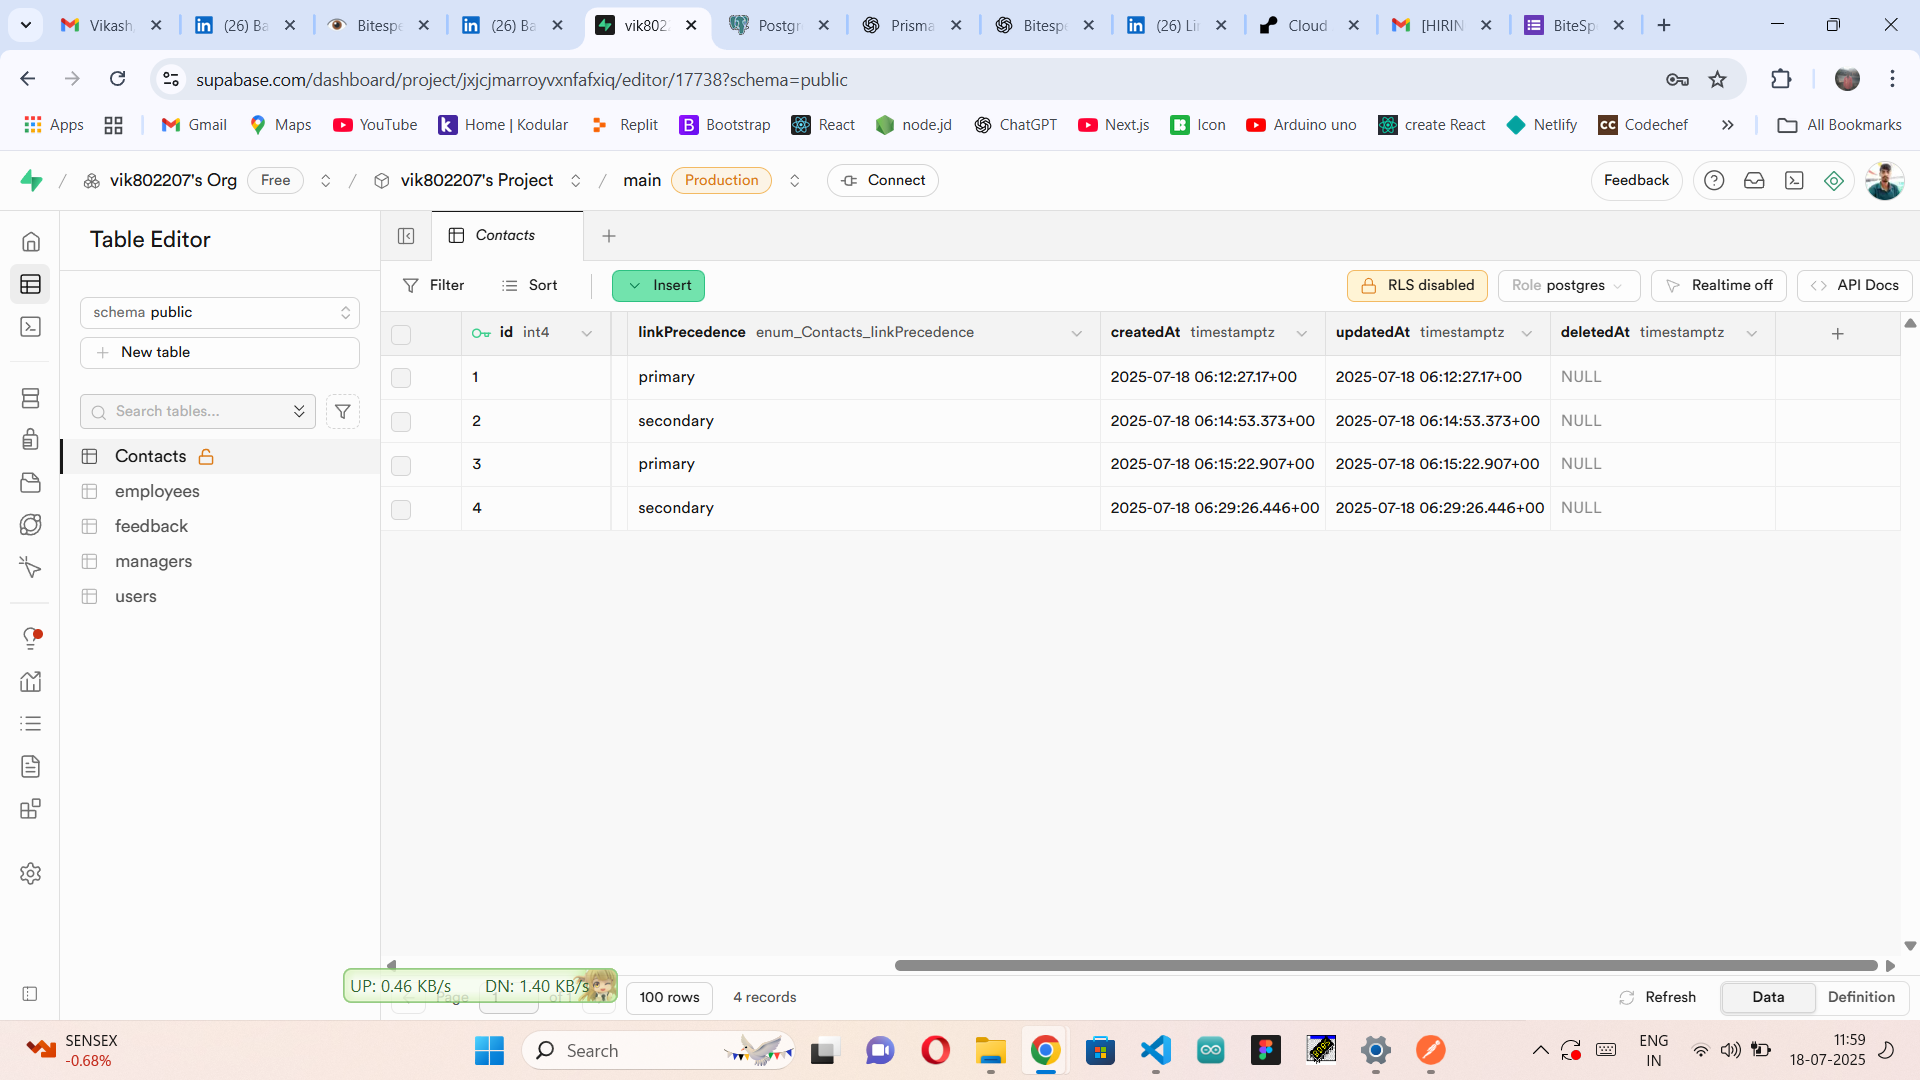 Vikash
(26) Ba
Bitespe
(26) Ba
vik802
Postgr
Prisma
Bitespe
(26) Li
Cloud
[HIRIN
BiteSp
supabase.com/dashboard/project/jxjcjmarroyvxnfafxiq/editor/17738?schema=public
Apps
Gmail
Maps
YouTube
Home | Kodular
Replit
Bootstrap
React
node.jd
ChatGPT
Next.js
Icon
Arduino uno
create React
Netlify
Codechef
All Bookmarks
vik802207's Org Free / vik802207's Project / main Production Connect
Feedback
Table Editor
Contacts
schema public
New table
Search tables...
Contacts
employees
feedback
managers
users
Filter Sort Insert
RLS disabled Role postgres Realtime off API Docs
id int4 linkPrecedence enum_Contacts_linkPrecedence createdAt timestamptz updatedAt timestamptz deletedAt timestamptz
1 primary 2025-07-18 06:12:27.17+00 2025-07-18 06:12:27.17+00 NULL
2 secondary 2025-07-18 06:14:53.373+00 2025-07-18 06:14:53.373+00 NULL
3 primary 2025-07-18 06:15:22.907+00 2025-07-18 06:15:22.907+00 NULL
4 secondary 2025-07-18 06:29:26.446+00 2025-07-18 06:29:26.446+00 NULL
UP: 0.46 KB/s DN: 1.40 KB/s
Page 1 of 1
100 rows 4 records
Refresh Data Definition
SENSEX
-0.68%
Search
ENG
IN
11:59
18-07-2025